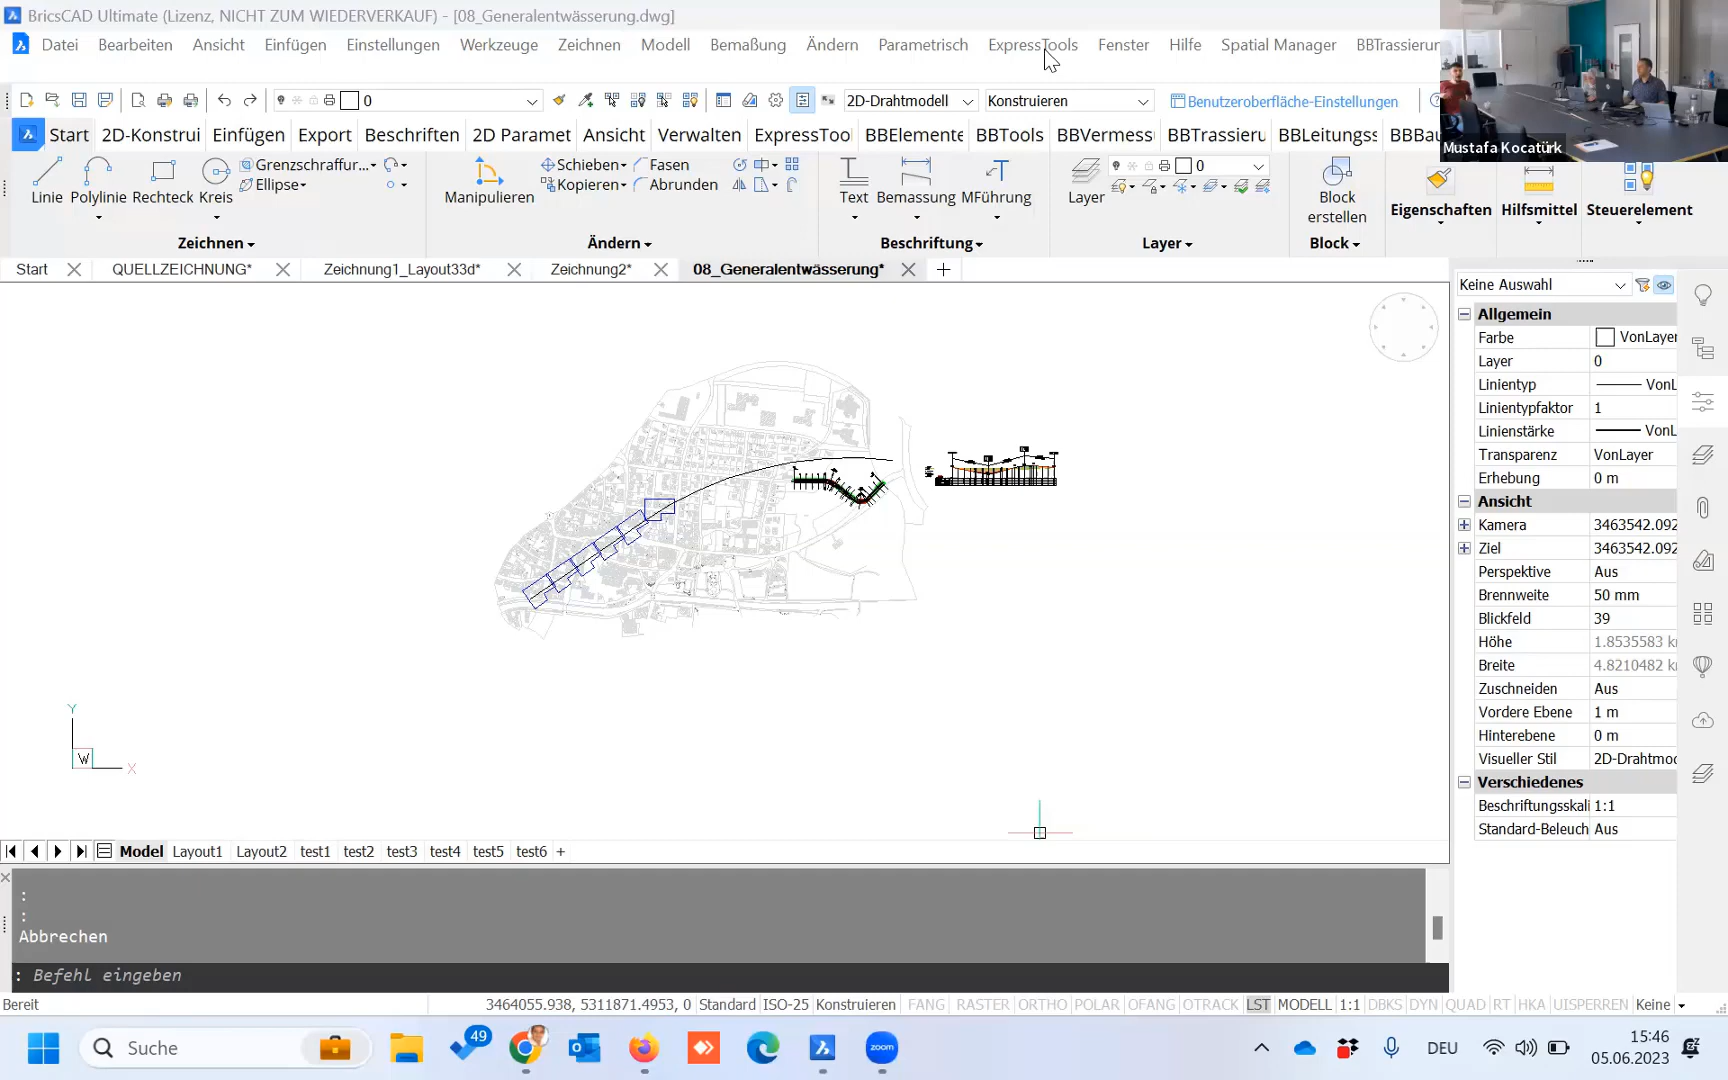 BricsCAD Ultimate (Lizenz, NICHT ZUM WIEDERVERKAUF) - [08_Generalentwässerung.dwg]
Datei Bearbeiten Ansicht Einfügen Einstellungen Werkzeuge Zeichnen Modell Bemaßung Ändern Parametrisch ExpressTools Fenster Hilfe Spatial Manager BBTrassierun
0 2D-Drahtmodell Konstruieren Benutzeroberfläche-Einstellungen
Start 2D-Konstrui Einfügen Export Beschriften 2D Paramet Ansicht Verwalten ExpressToo BBElemente BBTools BBVermess BBTrassieru BBLeitungss BBBau
Mustafa Kocatürk
Linie Polylinie Rechteck Kreis Grenzschraffur... Ellipse
Manipulieren Schieben Kopieren Fasen Abrunden
Text Bemassung MFührung
Layer 0
Block erstellen
Eigenschaften Hilfsmittel Steuerelement
Zeichnen Ändern Beschriftung Layer Block
Start QUELLZEICHNUNG* Zeichnung1_Layout33d* Zeichnung2* 08_Generalentwässerung*
Keine Auswahl
Allgemein
Farbe VonLayer
Layer 0
Linientyp VonL
Linientypfaktor 1
Linienstärke VonL
Transparenz VonLayer
Erhebung 0 m
Ansicht
Kamera 3463542.092
Ziel 3463542.092
Perspektive Aus
Brennweite 50 mm
Blickfeld 39
Höhe 1.8535583 k
Breite 4.8210482 k
Zuschneiden Aus
Vordere Ebene 1 m
Hinterebene 0 m
Visueller Stil 2D-Drahtmod
Verschiedenes
Beschriftungsskali 1:1
Standard-Beleuch Aus
Y
W
X
Model Layout1 Layout2 test1 test2 test3 test4 test5 test6 +
:
:
Abbrechen
: Befehl eingeben
Bereit 3464055.938, 5311871.4953, 0 Standard ISO-25 Konstruieren FANG RASTER ORTHO POLAR OFANG OTRACK LST MODELL 1:1 DBKS DYN QUAD RT HKA UISPERREN Keine
Suche 49 zoom DEU 15:46
05.06.2023